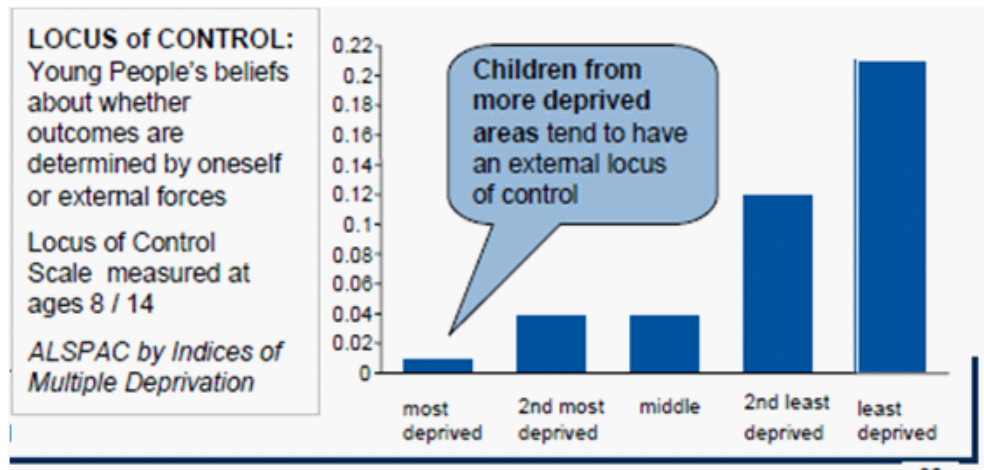 LOCUS of CONTROL:
Young People's beliefs
about whether
outcomes are
determined by oneself
or external forces
Locus of Control
Scale measured at
ages 8 / 14
ALSPAC by Indices of
Multiple Deprivation
0.22
0.2
0.18
0.16
0.14
0.12
0.1
0.08
0.06
0.04
0.02
0
Children from
more deprived
areas tend to have
an external locus
of control
most
deprived
2nd most
deprived
middle
2nd least
deprived
least
deprived